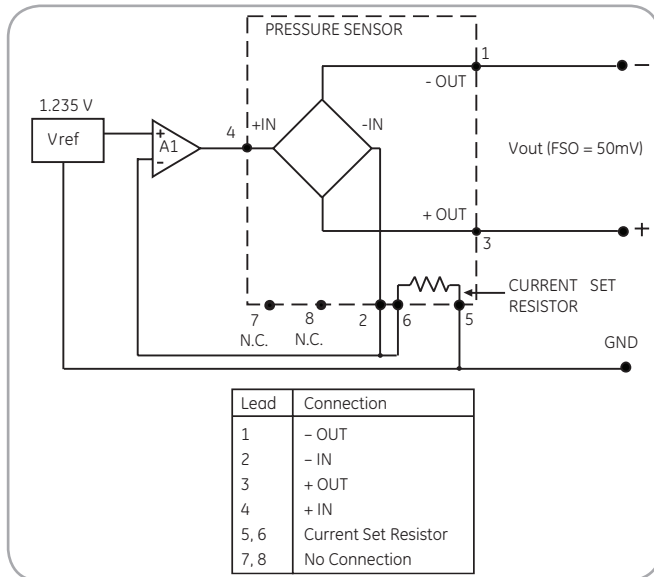 PRESSURE SENSOR
1
- OUT
1.235 V
Vref
+
A1
-
4
+IN
-IN
Vout (FSO = 50mV)
+ OUT
3
CURRENT SET
RESISTOR
7
8
2
6
5
N.C.
N.C.
GND
Lead Connection
1 – OUT
2 – IN
3 + OUT
4 + IN
5, 6 Current Set Resistor
7, 8 No Connection